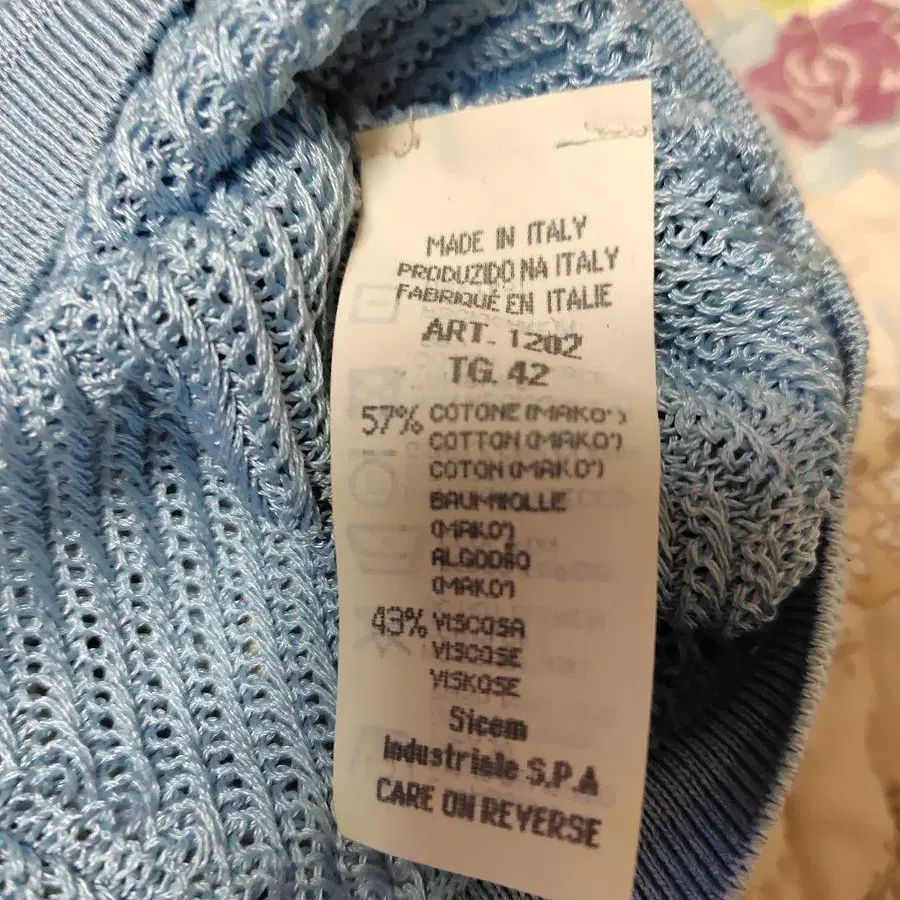 MADE IN ITALY
PRODUZIDO NA ITALY
FABRIQUÉ EN ITALIE
ART. 1202
TG. 42
57% COTONE (MAKO')
COTTON (MAKO')
COTON (MAKO')
BAUMWOLLE
(MAKO')
ALGODÃO
(MAKO')
43% VISCOSA
VISCOSE
VISKOSE
Sicem
Industriale S.P.A
CARE ON REVERSE